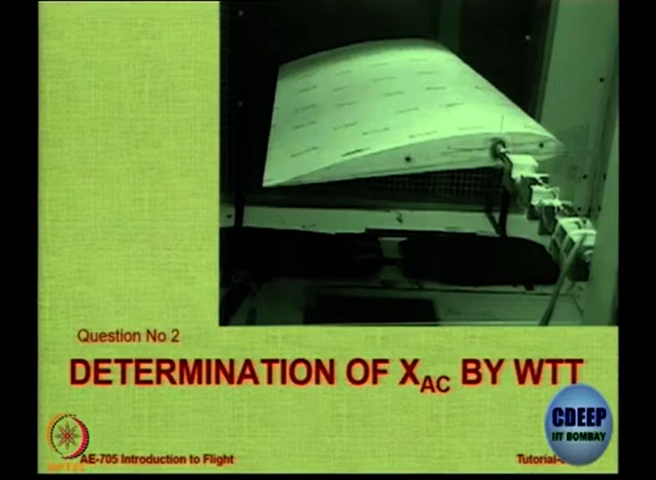 Question No 2
DETERMINATION OF XAC BY WTT
CDEEP
IIT BOMBAY
AE-705 Introduction to Flight
Tutorial-